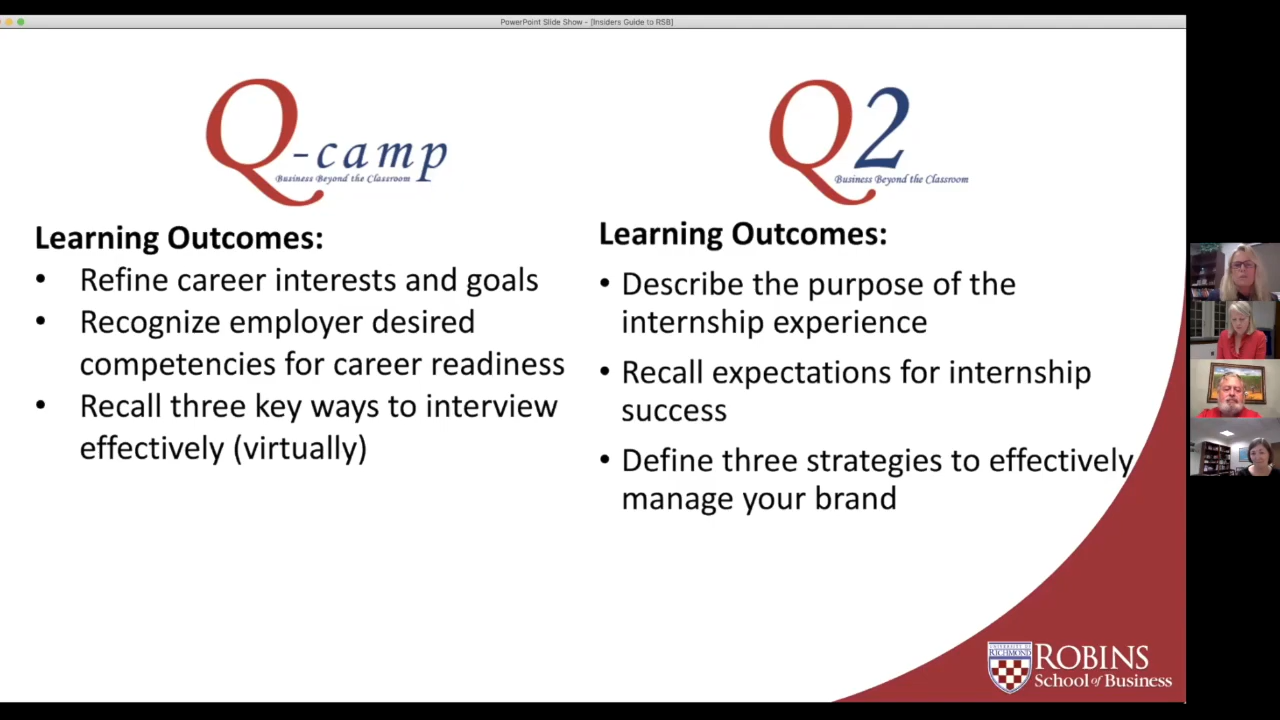 PowerPoint Slide Show - [Insiders Guide to RSB]
Q-camp
Business Beyond the Classroom
Learning Outcomes:
• Refine career interests and goals
• Recognize employer desired
competencies for career readiness
• Recall three key ways to interview
effectively (virtually)
Q2
Business Beyond the Classroom
Learning Outcomes:
• Describe the purpose of the
internship experience
• Recall expectations for internship
success
• Define three strategies to effectively
manage your brand
UNIVERSITY OF
RICHMOND
ROBINS
School of Business